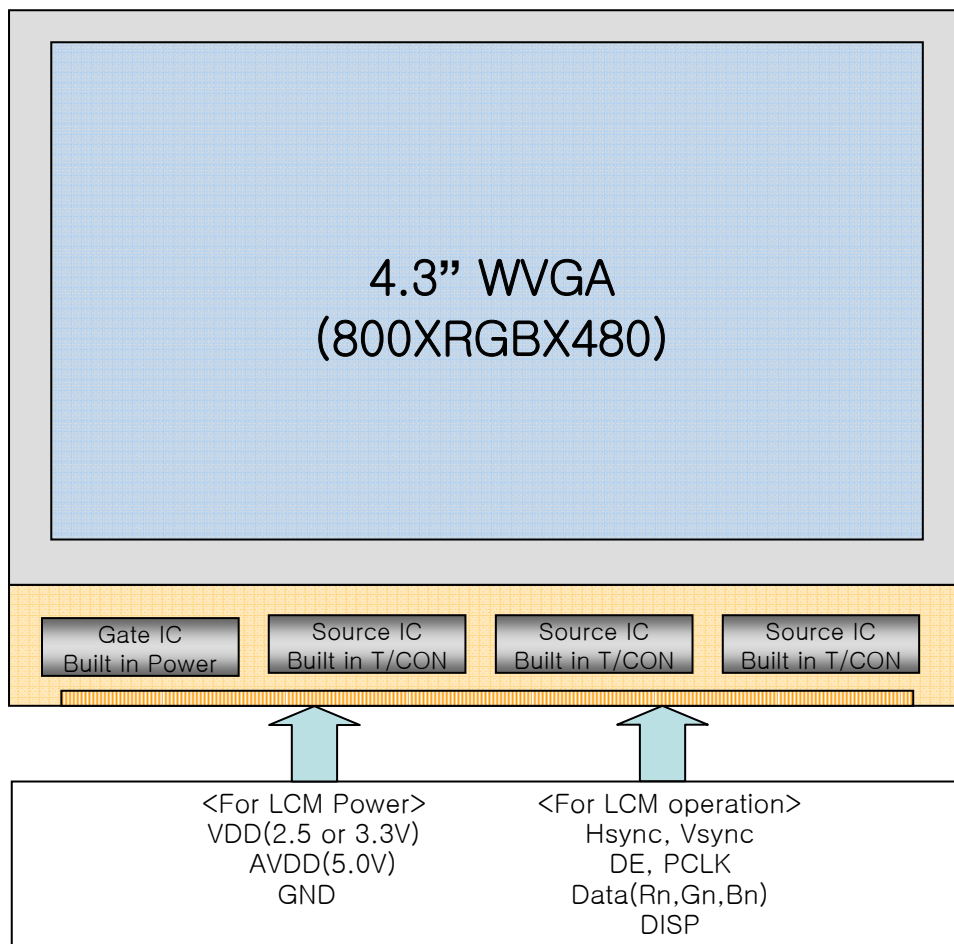 4.3” WVGA
(800XRGBX480)
Gate IC
Built in Power
Source IC
Built in T/CON
Source IC
Built in T/CON
Source IC
Built in T/CON
<For LCM Power>
VDD(2.5 or 3.3V)
AVDD(5.0V)
GND
<For LCM operation>
Hsync, Vsync
DE, PCLK
Data(Rn,Gn,Bn)
DISP